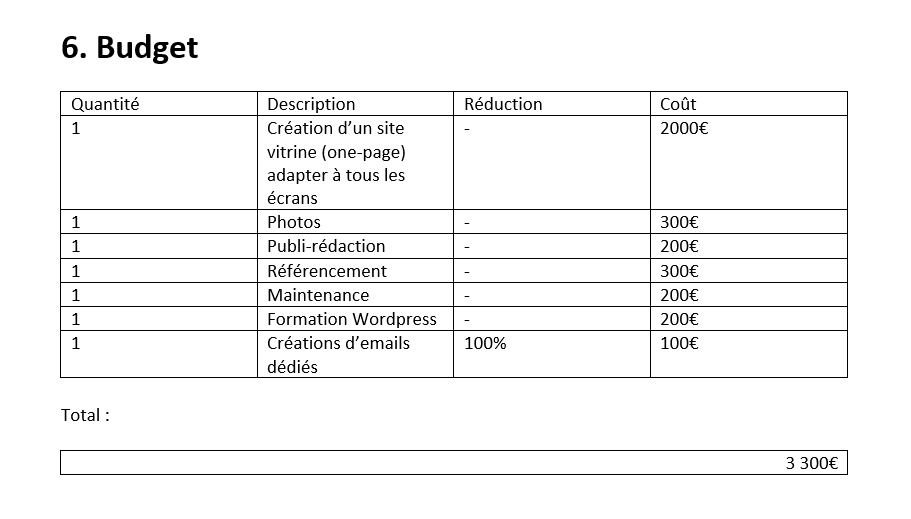 6. Budget
Quantité Description Réduction Coût
1 Création d’un site - 2000€
vitrine (one-page)
adapter à tous les
écrans
1 Photos - 300€
1 Publi-rédaction - 200€
1 Référencement - 300€
1 Maintenance - 200€
1 Formation Wordpress - 200€
1 Créations d’emails 100% 100€
dédiés
Total :
3 300€